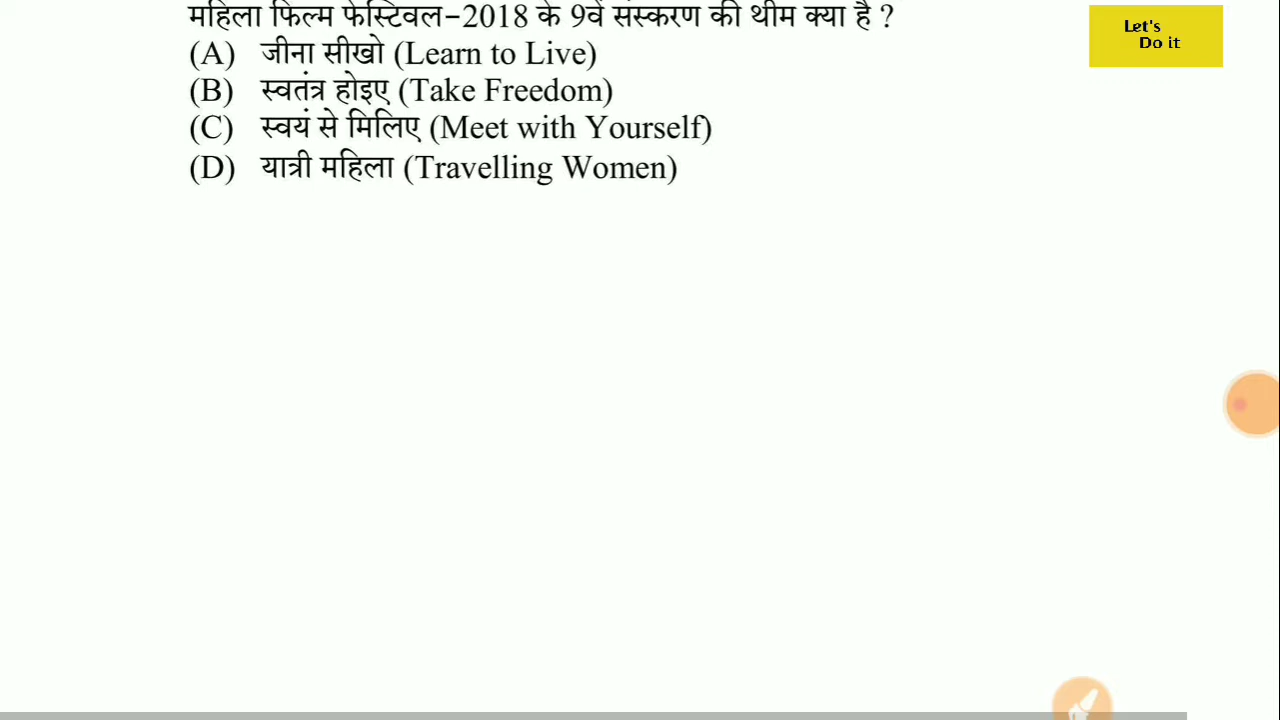 महिला फिल्म फेस्टिवल–2018 के 9वें संस्करण की थीम क्या है ?
(A) जीना सीखो (Learn to Live)
(B) स्वतंत्र होइए (Take Freedom)
(C) स्वयं से मिलिए (Meet with Yourself)
(D) यात्री महिला (Travelling Women)
Let's
Do it